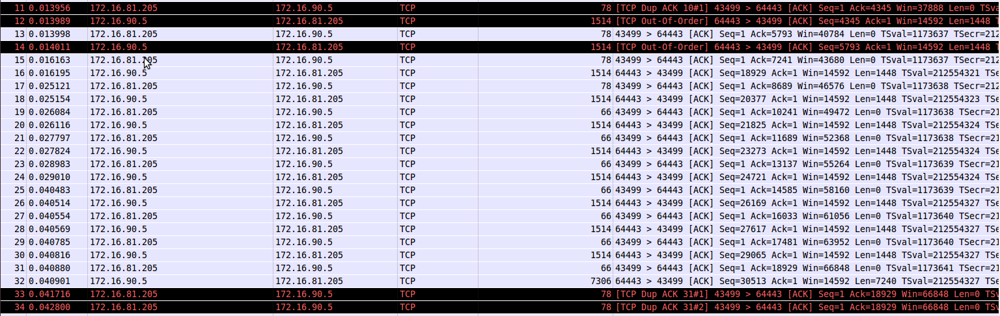 11 0.013956 172.16.81.205 172.16.90.5 TCP 78 [TCP Dup ACK 10#1] 43499 > 64443 [ACK] Seq=1 Ack=4345 Win=37888 Len=0 TSva
12 0.013989 172.16.90.5 172.16.81.205 TCP 1514 [TCP Out-Of-Order] 64443 > 43499 [ACK] Seq=4345 Ack=1 Win=14592 Len=1448 T
13 0.013998 172.16.81.205 172.16.90.5 TCP 78 43499 > 64443 [ACK] Seq=1 Ack=5793 Win=40784 Len=0 TSval=1173637 TSecr=212
14 0.014011 172.16.90.5 172.16.81.205 TCP 1514 [TCP Out-Of-Order] 64443 > 43499 [ACK] Seq=5793 Ack=1 Win=14592 Len=1448 T
15 0.016163 172.16.81.205 172.16.90.5 TCP 78 43499 > 64443 [ACK] Seq=1 Ack=7241 Win=43680 Len=0 TSval=1173637 TSecr=212
16 0.016195 172.16.90.5 172.16.81.205 TCP 1514 64443 > 43499 [ACK] Seq=18929 Ack=1 Win=14592 Len=1448 TSval=212554321 TSe
17 0.025121 172.16.81.205 172.16.90.5 TCP 78 43499 > 64443 [ACK] Seq=1 Ack=8689 Win=46576 Len=0 TSval=1173638 TSecr=212
18 0.025154 172.16.90.5 172.16.81.205 TCP 1514 64443 > 43499 [ACK] Seq=20377 Ack=1 Win=14592 Len=1448 TSval=212554323 TSe
19 0.026084 172.16.81.205 172.16.90.5 TCP 66 43499 > 64443 [ACK] Seq=1 Ack=10241 Win=49472 Len=0 TSval=1173638 TSecr=21
20 0.026116 172.16.90.5 172.16.81.205 TCP 1514 64443 > 43499 [ACK] Seq=21825 Ack=1 Win=14592 Len=1448 TSval=212554324 TSe
21 0.027797 172.16.81.205 172.16.90.5 TCP 66 43499 > 64443 [ACK] Seq=1 Ack=11689 Win=52368 Len=0 TSval=1173638 TSecr=21
22 0.027824 172.16.90.5 172.16.81.205 TCP 1514 64443 > 43499 [ACK] Seq=23273 Ack=1 Win=14592 Len=1448 TSval=212554324 TSe
23 0.028983 172.16.81.205 172.16.90.5 TCP 66 43499 > 64443 [ACK] Seq=1 Ack=13137 Win=55264 Len=0 TSval=1173639 TSecr=21
24 0.029010 172.16.90.5 172.16.81.205 TCP 1514 64443 > 43499 [ACK] Seq=24721 Ack=1 Win=14592 Len=1448 TSval=212554324 TSe
25 0.040483 172.16.81.205 172.16.90.5 TCP 66 43499 > 64443 [ACK] Seq=1 Ack=14585 Win=58160 Len=0 TSval=1173639 TSecr=21
26 0.040514 172.16.90.5 172.16.81.205 TCP 1514 64443 > 43499 [ACK] Seq=26169 Ack=1 Win=14592 Len=1448 TSval=212554327 TSe
27 0.040554 172.16.81.205 172.16.90.5 TCP 66 43499 > 64443 [ACK] Seq=1 Ack=16033 Win=61056 Len=0 TSval=1173640 TSecr=21
28 0.040569 172.16.90.5 172.16.81.205 TCP 1514 64443 > 43499 [ACK] Seq=27617 Ack=1 Win=14592 Len=1448 TSval=212554327 TSe
29 0.040785 172.16.81.205 172.16.90.5 TCP 66 43499 > 64443 [ACK] Seq=1 Ack=17481 Win=63952 Len=0 TSval=1173640 TSecr=21
30 0.040816 172.16.90.5 172.16.81.205 TCP 1514 64443 > 43499 [ACK] Seq=29065 Ack=1 Win=14592 Len=1448 TSval=212554327 TSe
31 0.040880 172.16.81.205 172.16.90.5 TCP 66 43499 > 64443 [ACK] Seq=1 Ack=18929 Win=66848 Len=0 TSval=1173641 TSecr=21
32 0.040901 172.16.90.5 172.16.81.205 TCP 7306 64443 > 43499 [ACK] Seq=30513 Ack=1 Win=14592 Len=7240 TSval=212554327 TSe
33 0.041716 172.16.81.205 172.16.90.5 TCP 78 [TCP Dup ACK 31#1] 43499 > 64443 [ACK] Seq=1 Ack=18929 Win=66848 Len=0 TSv
34 0.042800 172.16.81.205 172.16.90.5 TCP 78 [TCP Dup ACK 31#2] 43499 > 64443 [ACK] Seq=1 Ack=18929 Win=66848 Len=0 TSv